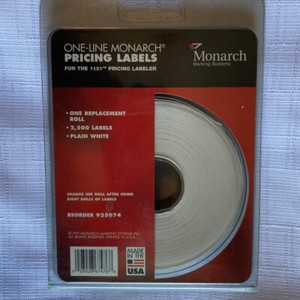 ONE-LINE MONARCH®
PRICING LABELS
FOR THE 1131™ PRICING LABELER
Monarch
Marking Systems
• ONE REPLACEMENT
ROLL
• 2,500 LABELS
• PLAIN WHITE
CHANGE INK ROLL AFTER USING
EIGHT ROLLS OF LABELS
REORDER 925074
MADE
IN THE
USA